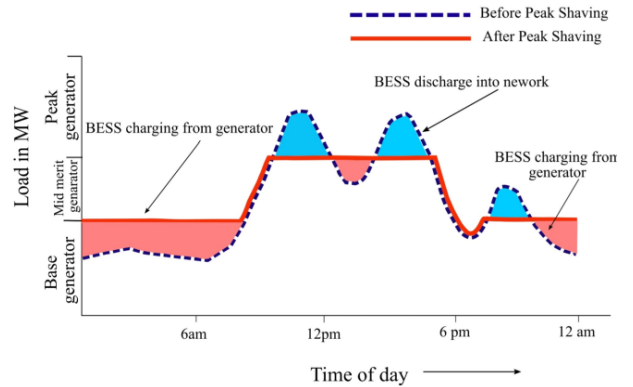 Before Peak Shaving
After Peak Shaving
BESS discharge into nework
BESS charging from generator
BESS charging from
generator
Load in MW
Peak
generator
Mid merit
genarator
Base
generator
6am
12pm
6 pm
12 am
Time of day